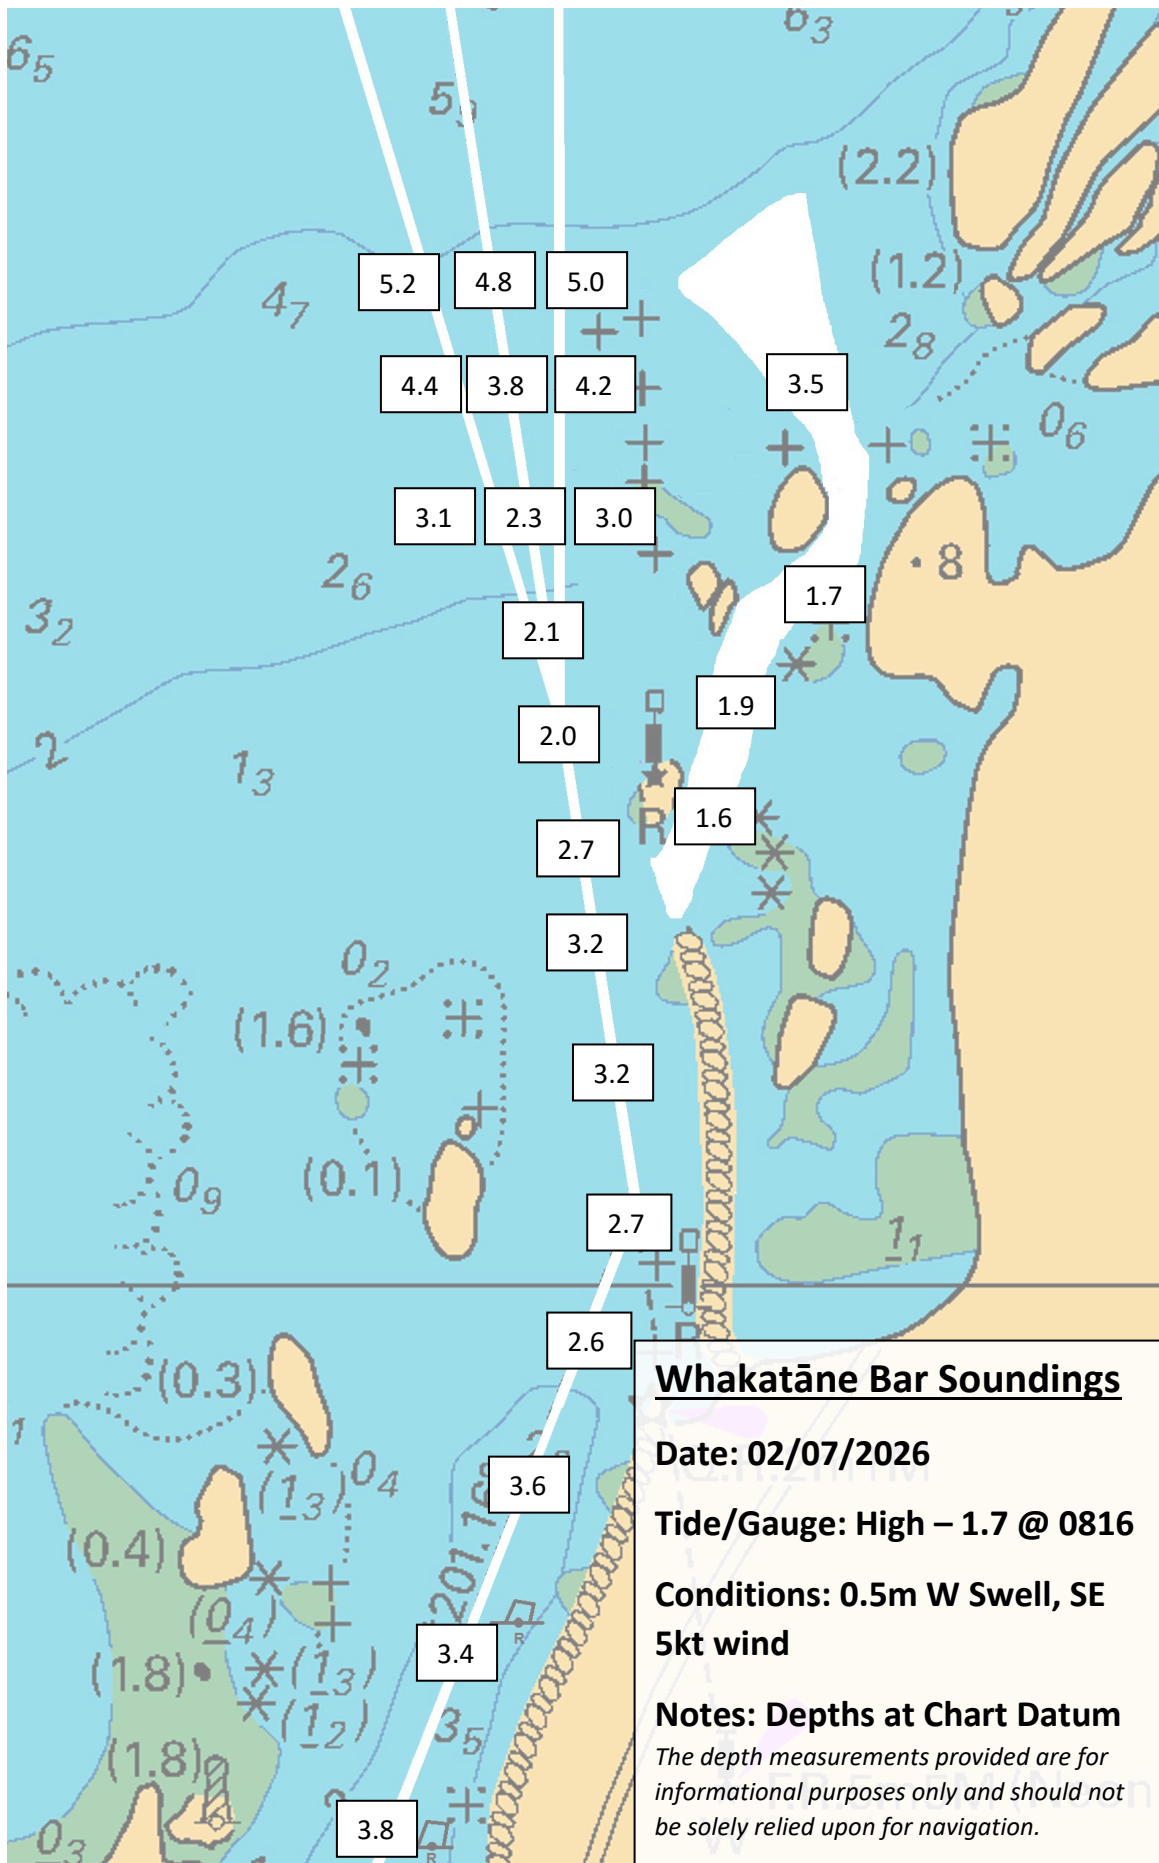 6₅
5₉
6₃
(2.2)
(1.2)
5.2 4.8 5.0
4₇
2₈
4.4 3.8 4.2 3.5
0₆
3.1 2.3 3.0
8
2₆
1.7
3₂
2.1
1.9
2.0
2
1₃
1.6
R
2.7
3.2
0₂
(1.6)
3.2
(0.1)
0₉
2.7
1₁
R
2.6
(0.3)
1
0₄
(1₃)
3.6
(0.4)
201.16
(0₄)
R
3.4
(1.8)
(1₃)
(1₂)
3₅
(1.8)
2
3.8
0₃
R
Whakatāne Bar Soundings
Date: 02/07/2026
Tide/Gauge: High – 1.7 @ 0816
Conditions: 0.5m W Swell, SE
5kt wind
Notes: Depths at Chart Datum
The depth measurements provided are for
informational purposes only and should not
be solely relied upon for navigation.